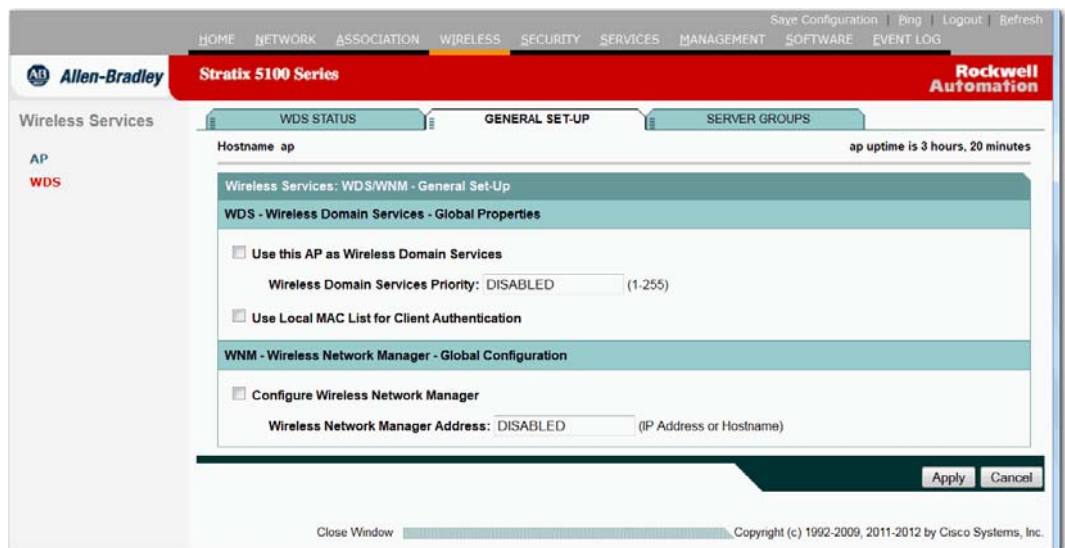 Save Configuration | Ping | Logout | Refresh
HOME NETWORK ASSOCIATION WIRELESS SECURITY SERVICES MANAGEMENT SOFTWARE EVENT LOG
AB Allen-Bradley Stratix 5100 Series Rockwell Automation
Wireless Services
AP
WDS
WDS STATUS GENERAL SET-UP SERVER GROUPS
Hostname ap ap uptime is 3 hours, 20 minutes
Wireless Services: WDS/WNM - General Set-Up
WDS - Wireless Domain Services - Global Properties
Use this AP as Wireless Domain Services
Wireless Domain Services Priority: DISABLED (1-255)
Use Local MAC List for Client Authentication
WNM - Wireless Network Manager - Global Configuration
Configure Wireless Network Manager
Wireless Network Manager Address: DISABLED (IP Address or Hostname)
Apply Cancel
Close Window Copyright (c) 1992-2009, 2011-2012 by Cisco Systems, Inc.